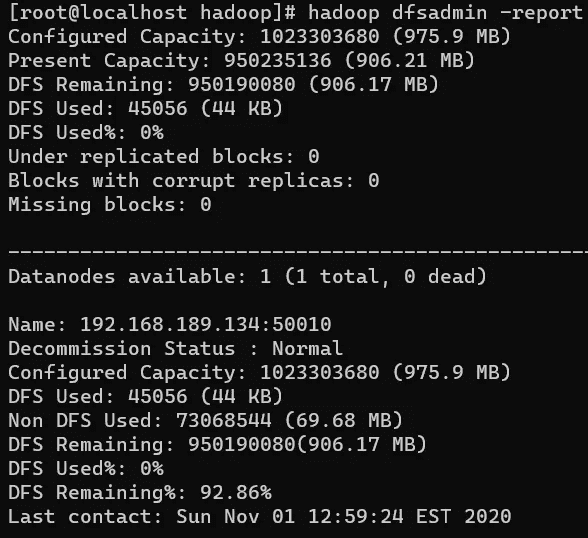 [root@localhost hadoop]# hadoop dfsadmin -report
Configured Capacity: 1023303680 (975.9 MB)
Present Capacity: 950235136 (906.21 MB)
DFS Remaining: 950190080 (906.17 MB)
DFS Used: 45056 (44 KB)
DFS Used%: 0%
Under replicated blocks: 0
Blocks with corrupt replicas: 0
Missing blocks: 0

-------------------------------------------------
Datanodes available: 1 (1 total, 0 dead)

Name: 192.168.189.134:50010
Decommission Status : Normal
Configured Capacity: 1023303680 (975.9 MB)
DFS Used: 45056 (44 KB)
Non DFS Used: 73068544 (69.68 MB)
DFS Remaining: 950190080(906.17 MB)
DFS Used%: 0%
DFS Remaining%: 92.86%
Last contact: Sun Nov 01 12:59:24 EST 2020